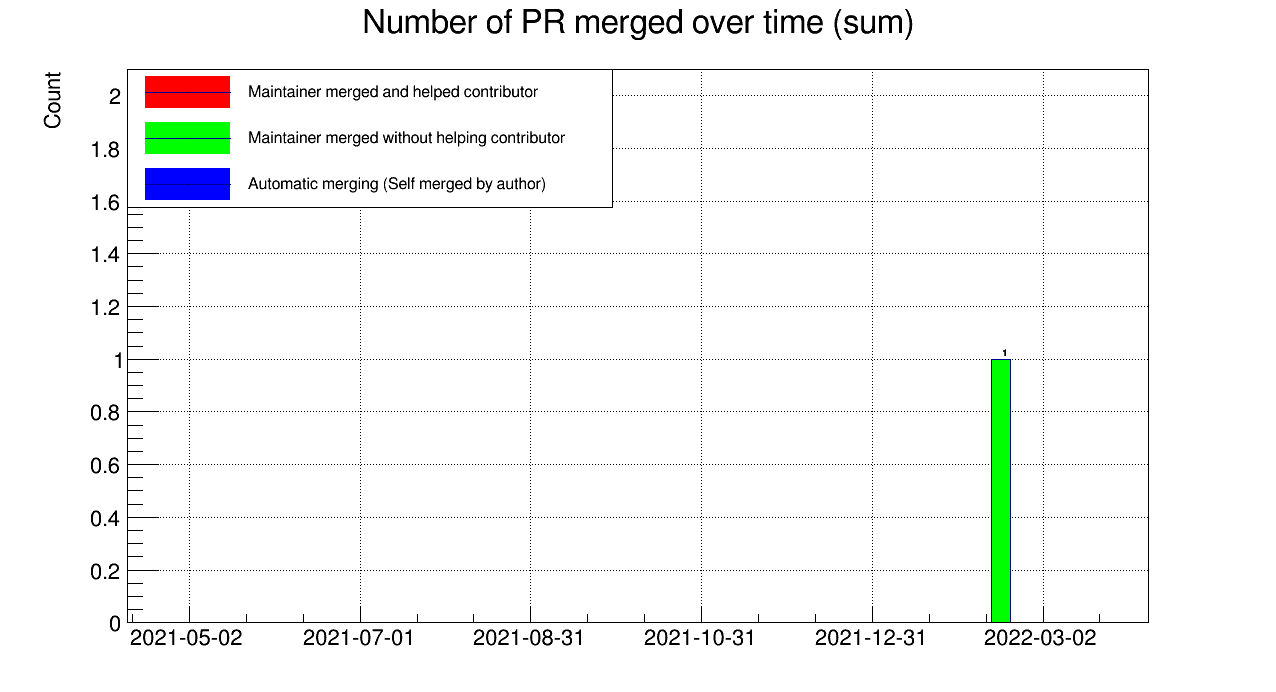 Number of PR merged over time (sum)
Count
Maintainer merged and helped contributor
Maintainer merged without helping contributor
Automatic merging (Self merged by author)
2
1.8
1.6
1.4
1.2
1
0.8
0.6
0.4
0.2
0
1
2021-05-02 2021-07-01 2021-08-31 2021-10-31 2021-12-31 2022-03-02